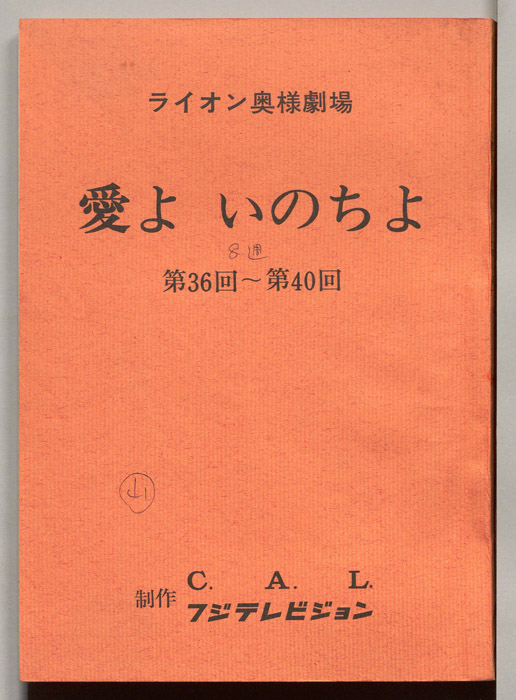 ライオン奥様劇場
愛よ いのちよ
8週
第36回〜第40回
山
制作 C. A. L.
フジテレビジョン